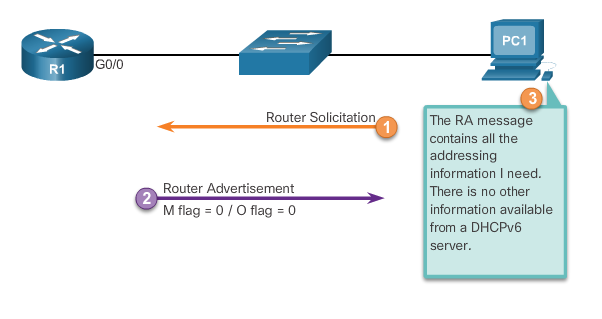 PC1
R1
G0/0
3
Router Solicitation
1
The RA message
contains all the
addressing
information I need.
There is no other
information available
from a DHCPv6
server.
2
Router Advertisement
M flag = 0 / O flag = 0